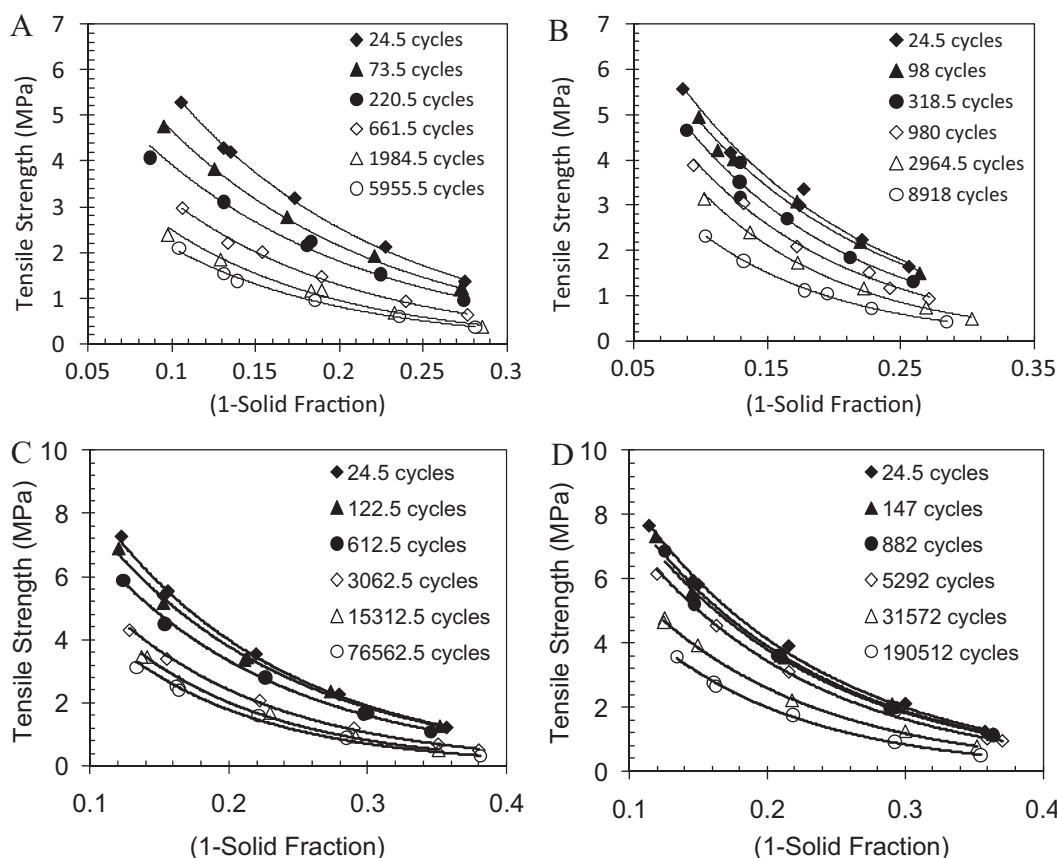 A
Tensile Strength (MPa)
7
6
5
4
3
2
1
0
24.5 cycles
73.5 cycles
220.5 cycles
661.5 cycles
1984.5 cycles
5955.5 cycles
0.05 0.1 0.15 0.2 0.25 0.3
(1-Solid Fraction)
B
Tensile Strength (MPa)
7
6
5
4
3
2
1
0
24.5 cycles
98 cycles
318.5 cycles
980 cycles
2964.5 cycles
8918 cycles
0.05 0.15 0.25 0.35
(1-Solid Fraction)
C
Tensile Strength (MPa)
10
8
6
4
2
0
24.5 cycles
122.5 cycles
612.5 cycles
3062.5 cycles
15312.5 cycles
76562.5 cycles
0.1 0.2 0.3 0.4
(1-Solid Fraction)
D
Tensile Strength (MPa)
10
8
6
4
2
0
24.5 cycles
147 cycles
882 cycles
5292 cycles
31572 cycles
190512 cycles
0.1 0.2 0.3 0.4
(1-Solid Fraction)